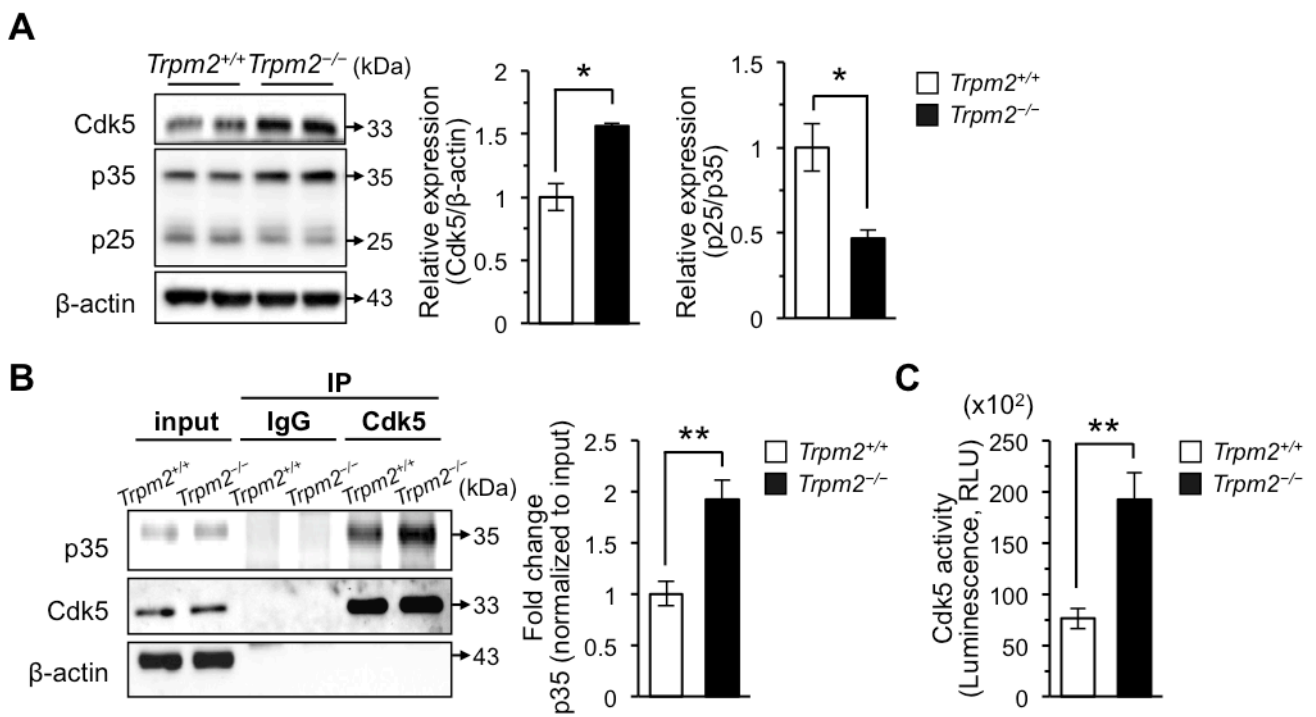 A
Trpm2+/+ Trpm2−/− (kDa)
Cdk5
33
p35
35
p25
25
β-actin
43
Relative expression
(Cdk5/β-actin)
2
1.5
1
0.5
0
*
Relative expression
(p25/p35)
1.5
1
0.5
0
*
Trpm2+/+
Trpm2−/−
B
IP
input IgG Cdk5
Trpm2+/+ Trpm2−/− Trpm2+/+ Trpm2−/− Trpm2+/+ Trpm2−/− (kDa)
p35
35
Cdk5
33
β-actin
43
Fold change
p35 (normalized to input)
2.5
2
1.5
1
0.5
0
**
Trpm2+/+
Trpm2−/−
C
(x10²)
Cdk5 activity
(Luminescence, RLU)
250
200
150
100
50
0
**
Trpm2+/+
Trpm2−/−